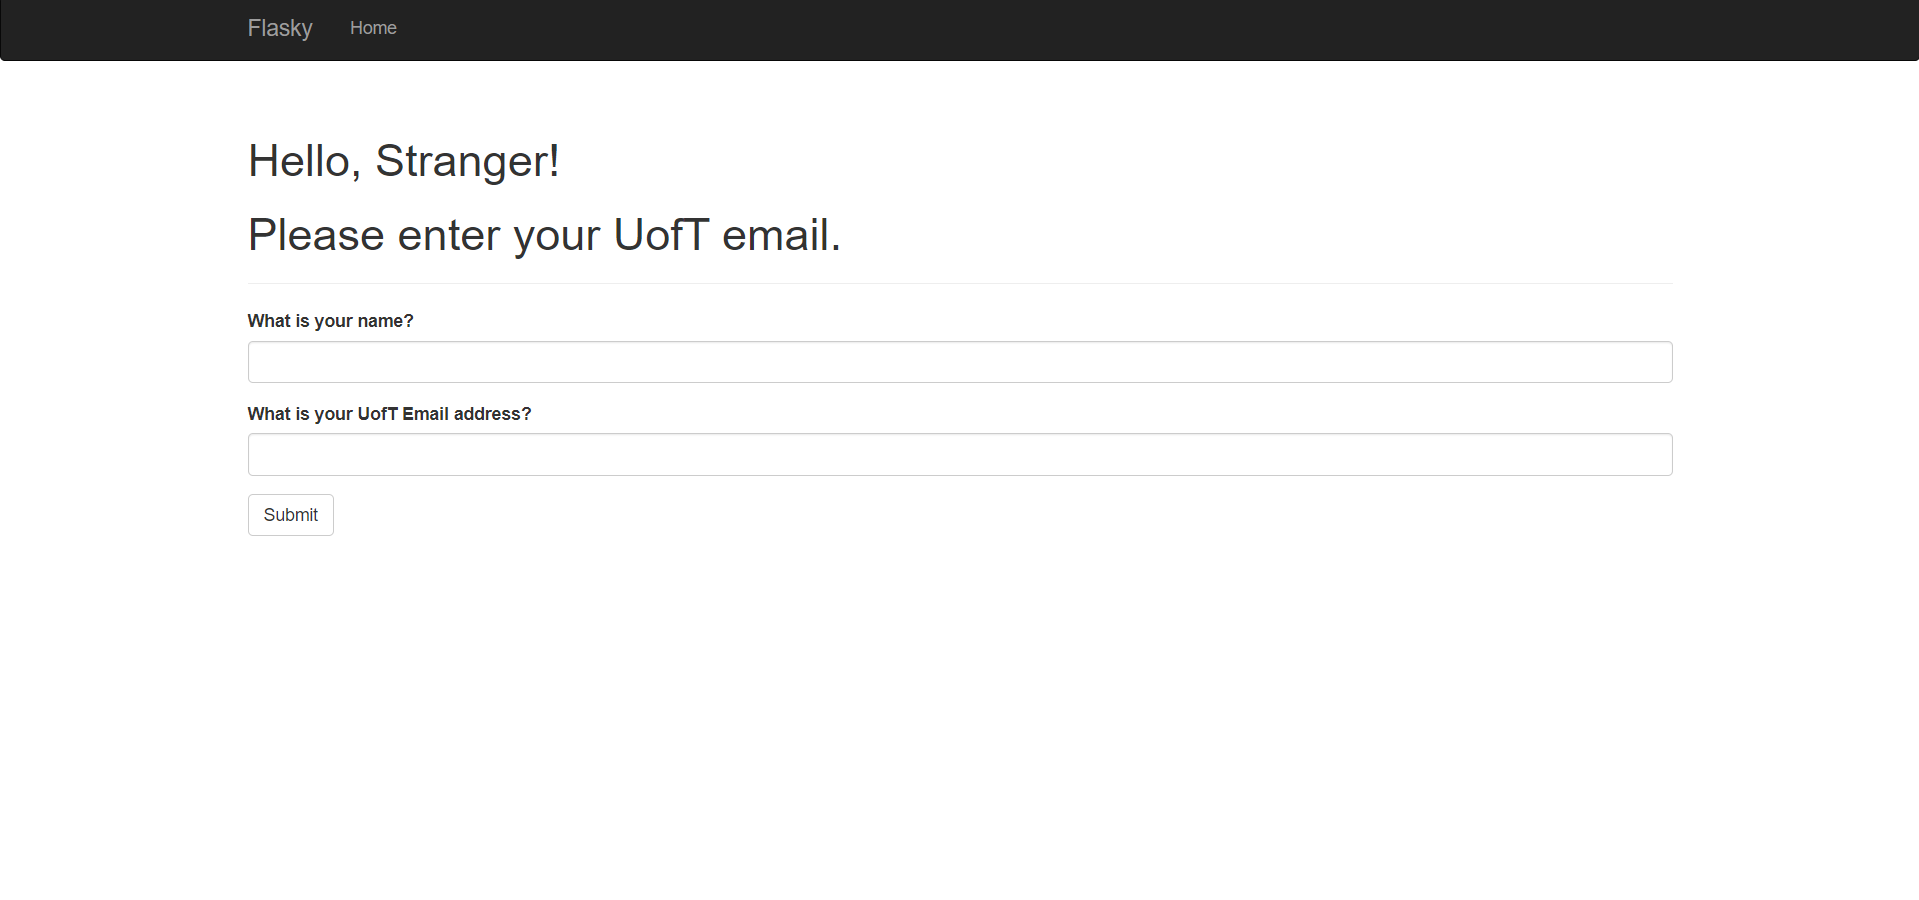 Flasky Home
Hello, Stranger!
Please enter your UofT email.
What is your name?
What is your UofT Email address?
Submit